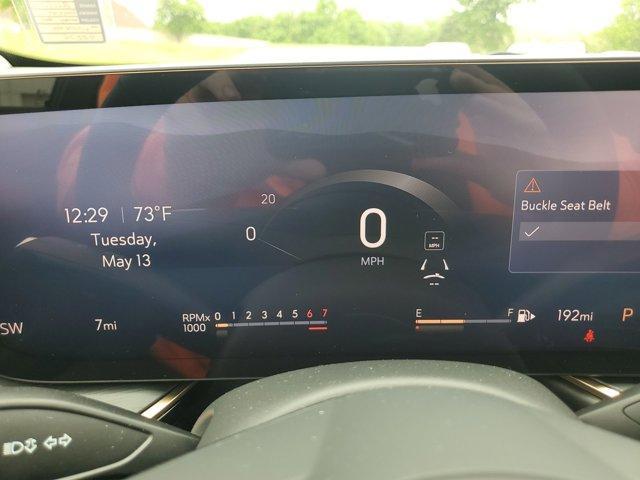 12:29 73°F
Tuesday,
May 13
20
0
0
MPH
--
MPH
--
Buckle Seat Belt
SW
7mi
RPMx
1000
0 1 2 3 4 5 6 7
E F
192mi
P